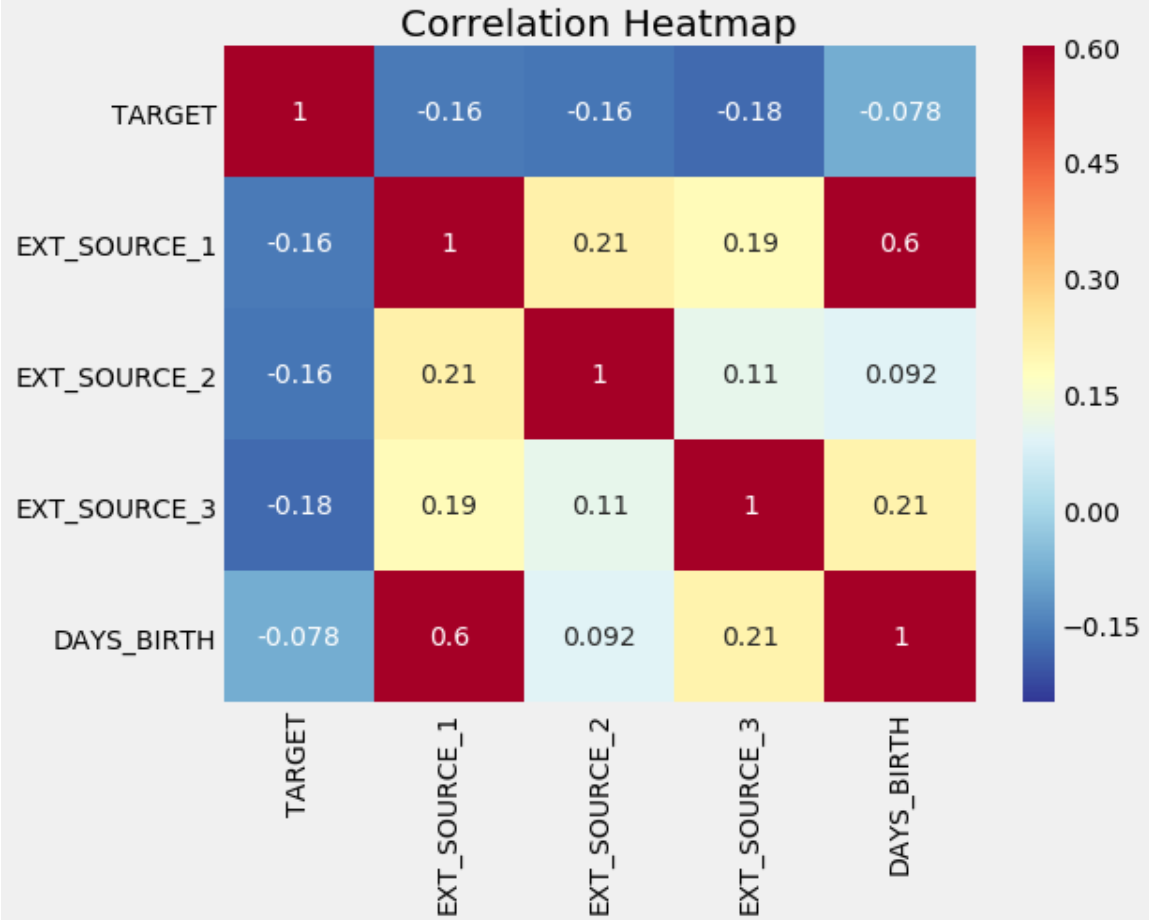 Correlation Heatmap
TARGET 1 -0.16 -0.16 -0.18 -0.078
EXT_SOURCE_1 -0.16 1 0.21 0.19 0.6
EXT_SOURCE_2 -0.16 0.21 1 0.11 0.092
EXT_SOURCE_3 -0.18 0.19 0.11 1 0.21
DAYS_BIRTH -0.078 0.6 0.092 0.21 1
TARGET
EXT_SOURCE_1
EXT_SOURCE_2
EXT_SOURCE_3
DAYS_BIRTH
0.60
0.45
0.30
0.15
0.00
−0.15